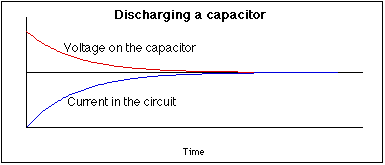 Discharging a capacitor
Voltage on the capacitor
Current in the circuit
Time